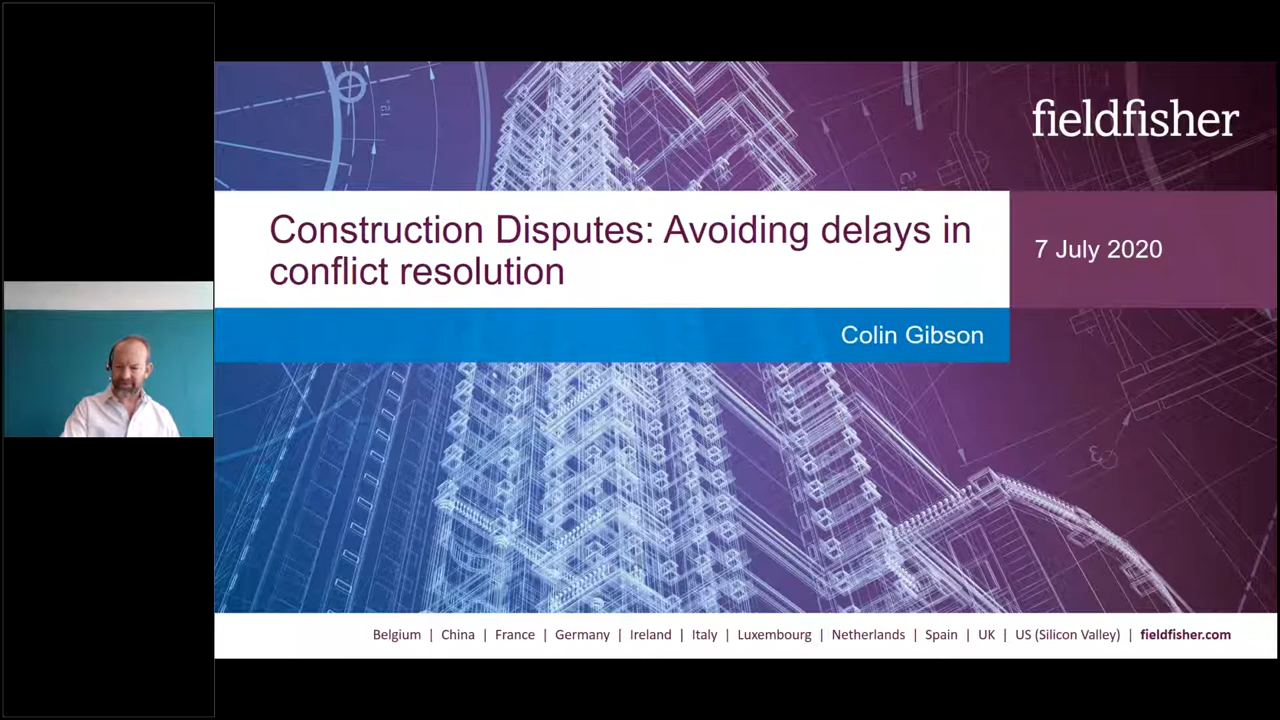 fieldfisher
Construction Disputes: Avoiding delays in
conflict resolution
7 July 2020
Colin Gibson
Belgium | China | France | Germany | Ireland | Italy | Luxembourg | Netherlands | Spain | UK | US (Silicon Valley) | fieldfisher.com